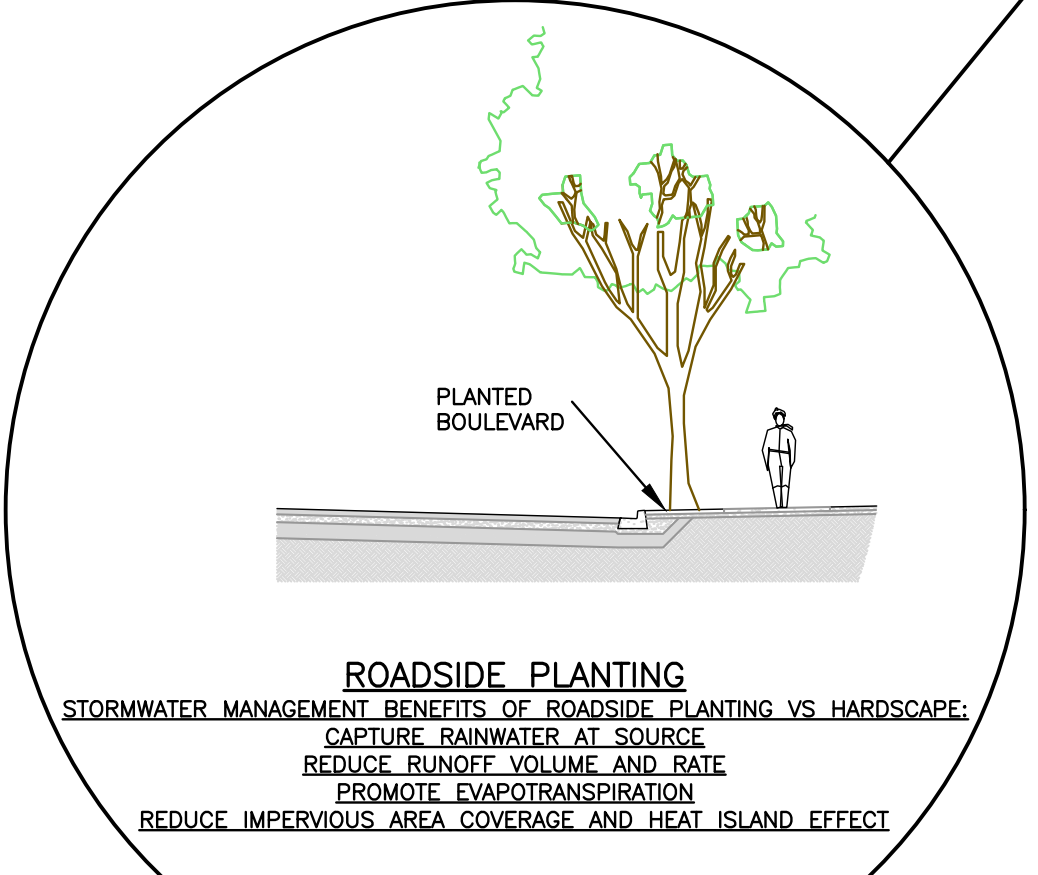 PLANTED
BOULEVARD
ROADSIDE PLANTING
STORMWATER MANAGEMENT BENEFITS OF ROADSIDE PLANTING VS HARDSCAPE:
CAPTURE RAINWATER AT SOURCE
REDUCE RUNOFF VOLUME AND RATE
PROMOTE EVAPOTRANSPIRATION
REDUCE IMPERVIOUS AREA COVERAGE AND HEAT ISLAND EFFECT